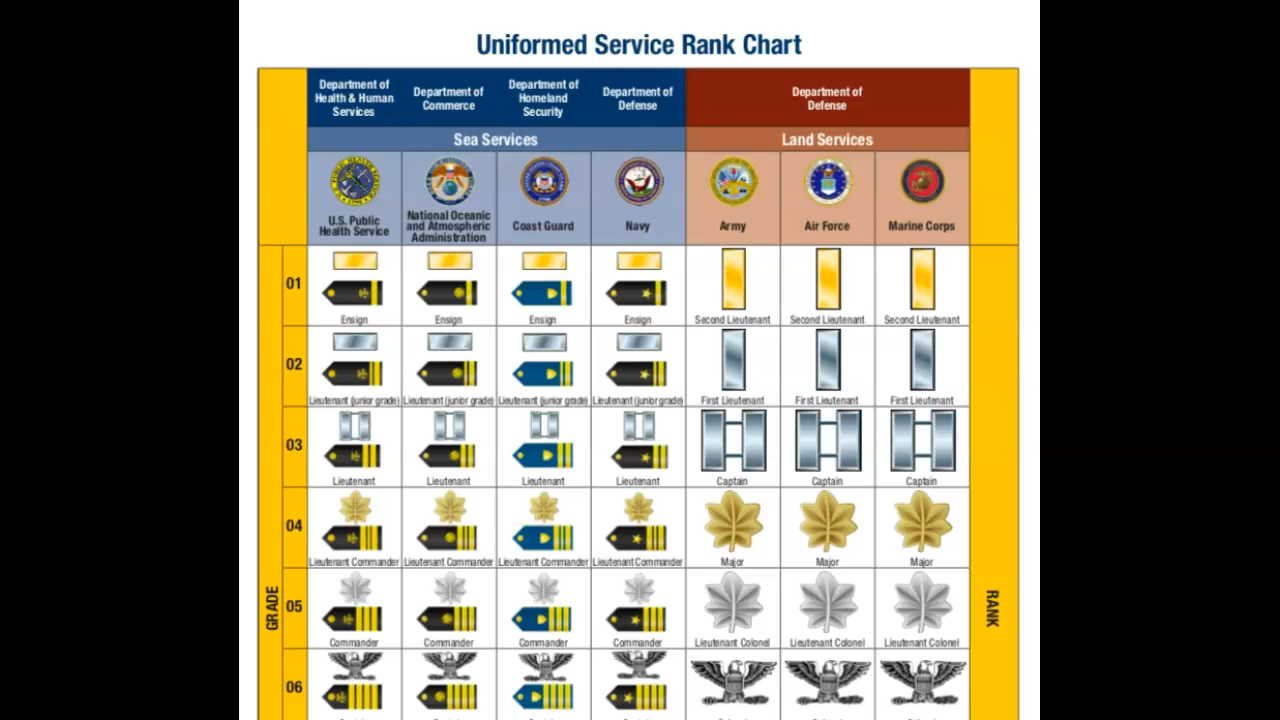 Uniformed Service Rank Chart
Department of
Health & Human
Services
Department of
Commerce
Department of
Homeland
Security
Department of
Defense
Department of
Defense
Sea Services
Land Services
U.S. Public
Health Service
National Oceanic
and Atmospheric
Administration
Coast Guard
Navy
Army
Air Force
Marine Corps
GRADE
RANK
01
Ensign
Ensign
Ensign
Ensign
Second Lieutenant
Second Lieutenant
Second Lieutenant
02
Lieutenant (junior grade)
Lieutenant (junior grade)
Lieutenant (junior grade)
Lieutenant (junior grade)
First Lieutenant
First Lieutenant
First Lieutenant
03
Lieutenant
Lieutenant
Lieutenant
Lieutenant
Captain
Captain
Captain
04
Lieutenant Commander
Lieutenant Commander
Lieutenant Commander
Lieutenant Commander
Major
Major
Major
05
Commander
Commander
Commander
Commander
Lieutenant Colonel
Lieutenant Colonel
Lieutenant Colonel
06